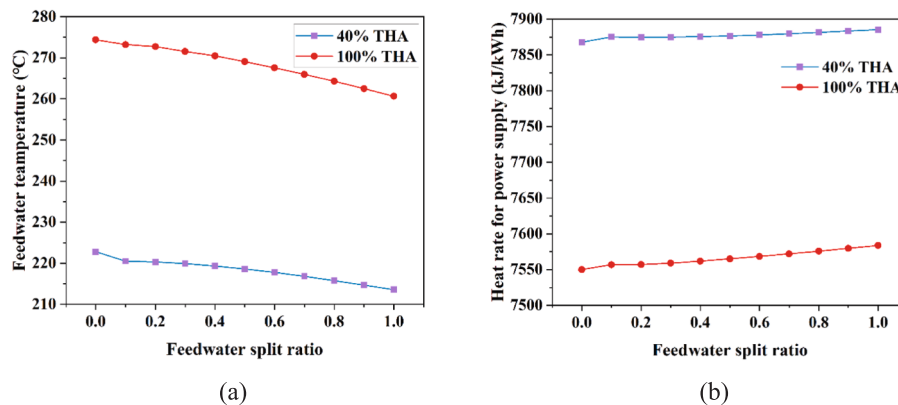 280
270
260
250
240
230
220
210
0.0 0.2 0.4 0.6 0.8 1.0
Feedwater teamperature (℃)
Feedwater split ratio
40% THA
100% THA
(a)
7900
7850
7800
7750
7700
7650
7600
7550
7500
0.0 0.2 0.4 0.6 0.8 1.0
Heat rate for power supply (kJ/kWh)
Feedwater split ratio
40% THA
100% THA
(b)